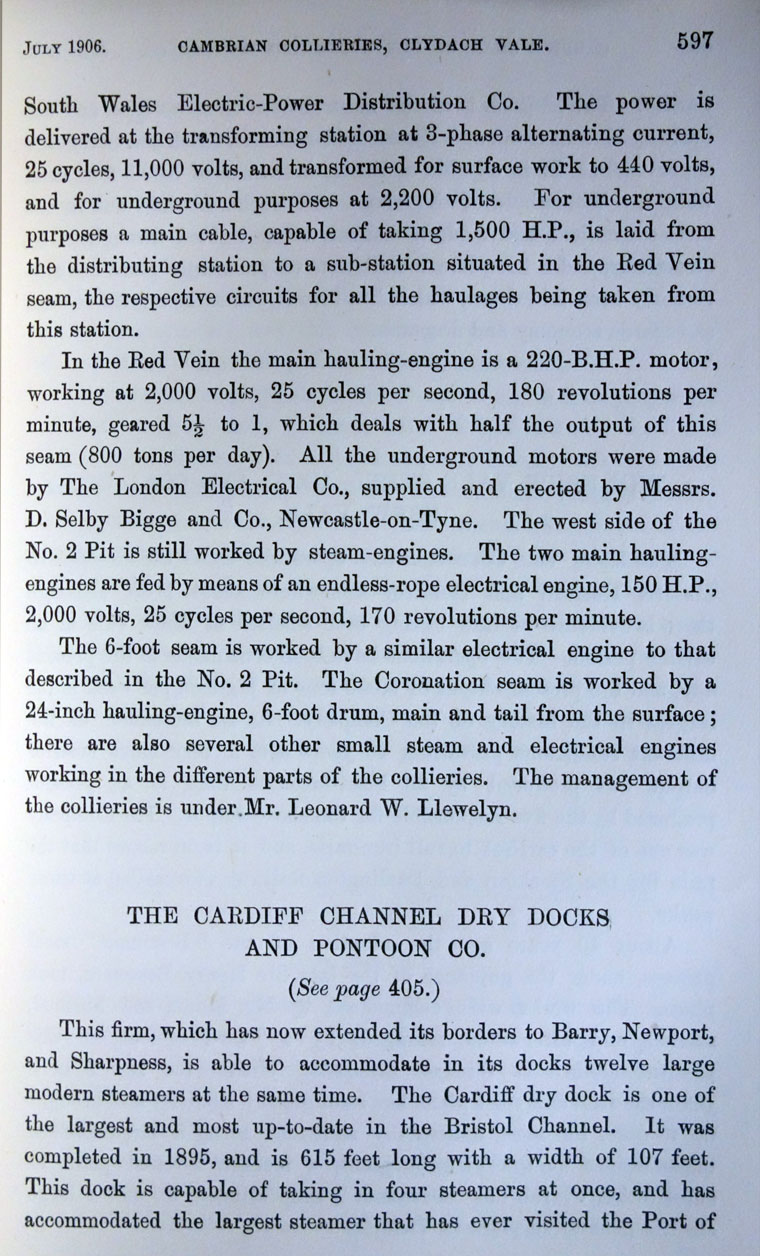 JULY 1906. CAMBRIAN COLLIERIES, CLYDACH VALE. 597
South Wales Electric-Power Distribution Co. The power is
delivered at the transforming station at 3-phase alternating current,
25 cycles, 11,000 volts, and transformed for surface work to 440 volts,
and for underground purposes at 2,200 volts. For underground
purposes a main cable, capable of taking 1,500 H.P., is laid from
the distributing station to a sub-station situated in the Red Vein
seam, the respective circuits for all the haulages being taken from
this station.
In the Red Vein the main hauling-engine is a 220-B.H.P. motor,
working at 2,000 volts, 25 cycles per second, 180 revolutions per
minute, geared 5½ to 1, which deals with half the output of this
seam (800 tons per day). All the underground motors were made
by The London Electrical Co., supplied and erected by Messrs.
D. Selby Bigge and Co., Newcastle-on-Tyne. The west side of the
No. 2 Pit is still worked by steam-engines. The two main hauling-
engines are fed by means of an endless-rope electrical engine, 150 H.P.,
2,000 volts, 25 cycles per second, 170 revolutions per minute.
The 6-foot seam is worked by a similar electrical engine to that
described in the No. 2 Pit. The Coronation seam is worked by a
24-inch hauling-engine, 6-foot drum, main and tail from the surface;
there are also several other small steam and electrical engines
working in the different parts of the collieries. The management of
the collieries is under Mr. Leonard W. Llewelyn.
THE CARDIFF CHANNEL DRY DOCKS
AND PONTOON CO.
(See page 405.)
This firm, which has now extended its borders to Barry, Newport,
and Sharpness, is able to accommodate in its docks twelve large
modern steamers at the same time. The Cardiff dry dock is one of
the largest and most up-to-date in the Bristol Channel. It was
completed in 1895, and is 615 feet long with a width of 107 feet.
This dock is capable of taking in four steamers at once, and has
accommodated the largest steamer that has ever visited the Port of